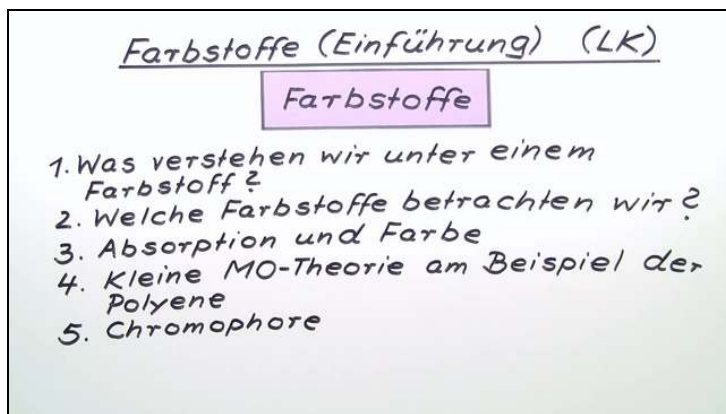 Farbstoffe (Einführung) (LK)
Farbstoffe
1. Was verstehen wir unter einem
Farbstoff?
2. Welche Farbstoffe betrachten wir?
3. Absorption und Farbe
4. Kleine MO-Theorie am Beispiel der
Polyene
5. Chromophore